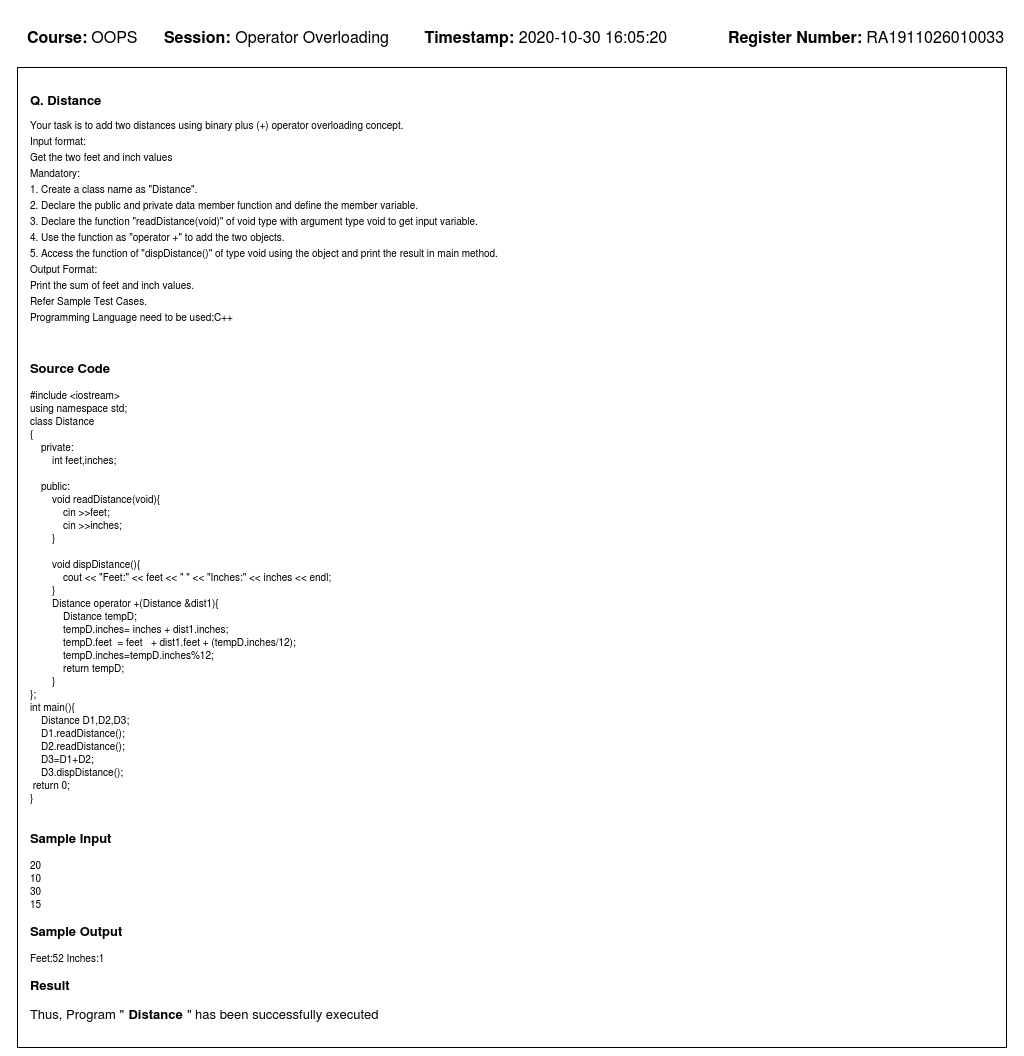 Course: OOPS Session: Operator Overloading Timestamp: 2020-10-30 16:05:20 Register Number: RA1911026010033
Q. Distance
Your task is to add two distances using binary plus (+) operator overloading concept.
Input format:
Get the two feet and inch values
Mandatory:
1. Create a class name as "Distance".
2. Declare the public and private data member function and define the member variable.
3. Declare the function "readDistance(void)" of void type with argument type void to get input variable.
4. Use the function as "operator +" to add the two objects.
5. Access the function of "dispDistance()" of type void using the object and print the result in main method.
Output Format:
Print the sum of feet and inch values.
Refer Sample Test Cases.
Programming Language need to be used:C++
Source Code
#include <iostream>
using namespace std;
class Distance
{
    private:
        int feet,inches;
    public:
        void readDistance(void){
            cin >>feet;
            cin >>inches;
        }
        void dispDistance(){
            cout << "Feet:" << feet << " " << "Inches:" << inches << endl;
        }
        Distance operator +(Distance &dist1){
            Distance tempD;
            tempD.inches= inches + dist1.inches;
            tempD.feet  = feet   + dist1.feet + (tempD.inches/12);
            tempD.inches=tempD.inches%12;
            return tempD;
        }
};
int main(){
    Distance D1,D2,D3;
    D1.readDistance();
    D2.readDistance();
    D3=D1+D2;
    D3.dispDistance();
 return 0;
}
Sample Input
20
10
30
15
Sample Output
Feet:52 Inches:1
Result
Thus, Program " Distance " has been successfully executed